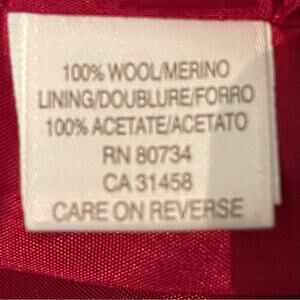 100% WOOL/MERINO
LINING/DOUBLURE/FORRO
100% ACETATE/ACETATO
RN 80734
CA 31458
CARE ON REVERSE